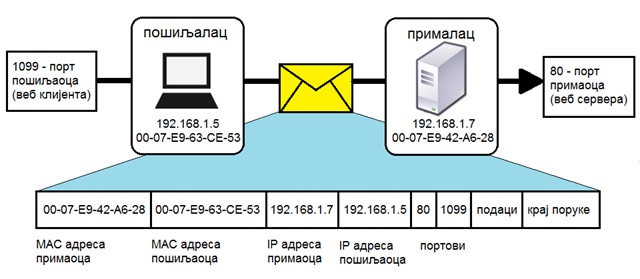 пошиљалац
прималац
1099 - порт
пошиљаоца
(веб клијента)
192.168.1.5
00-07-E9-63-CE-53
192.168.1.7
00-07-E9-42-A6-28
80 - порт
примаоца
(веб сервера)
00-07-E9-42-A6-28 00-07-E9-63-CE-53 192.168.1.7 192.168.1.5 80 1099 подаци крај поруке
МАС адреса
примаоца
МАС адреса
пошиљаоца
IP адреса
примаоца
IP адреса
пошиљаоца
портови